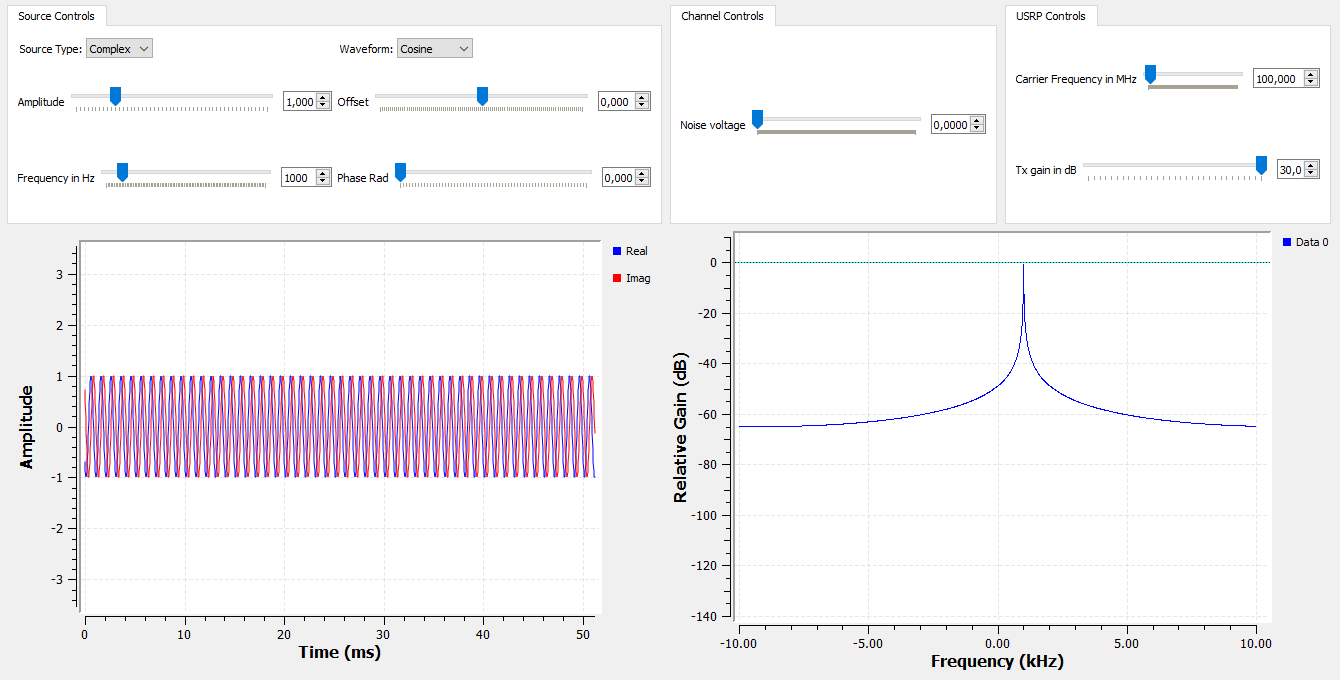 Source Controls
Source Type: Complex
Waveform: Cosine
Amplitude 1,000
Offset 0,000
Frequency in Hz 1000
Phase Rad 0,000
Channel Controls
Noise voltage 0,0000
USRP Controls
Carrier Frequency in MHz 100,000
Tx gain in dB 30,0
Real
Imag
3
2
1
0
-1
-2
-3
Amplitude
0 10 20 30 40 50
Time (ms)
Data 0
0
-20
-40
-60
-80
-100
-120
-140
Relative Gain (dB)
-10.00 -5.00 0.00 5.00 10.00
Frequency (kHz)